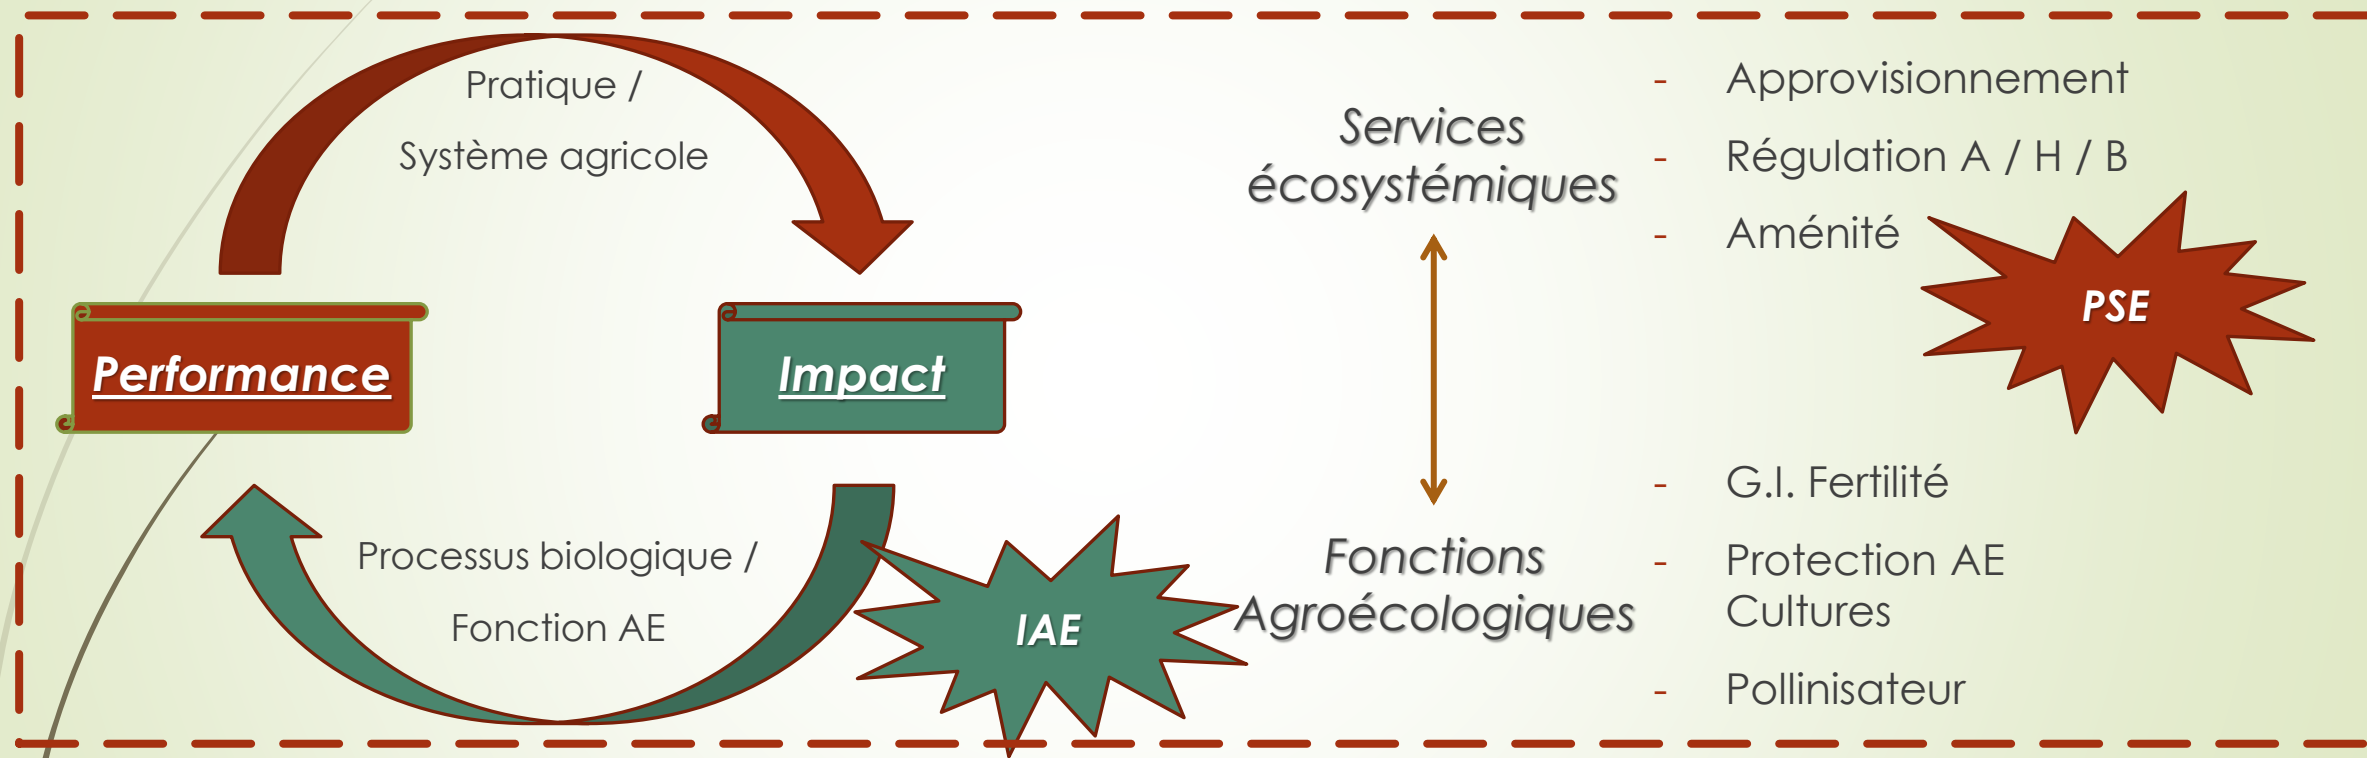 Pratique /
Système agricole
Performance
Impact
Processus biologique /
Fonction AE
IAE
Services
écosystémiques
Fonctions
Agroécologiques
- Approvisionnement
- Régulation A / H / B
- Aménité
PSE
- G.I. Fertilité
- Protection AE
Cultures
- Pollinisateur